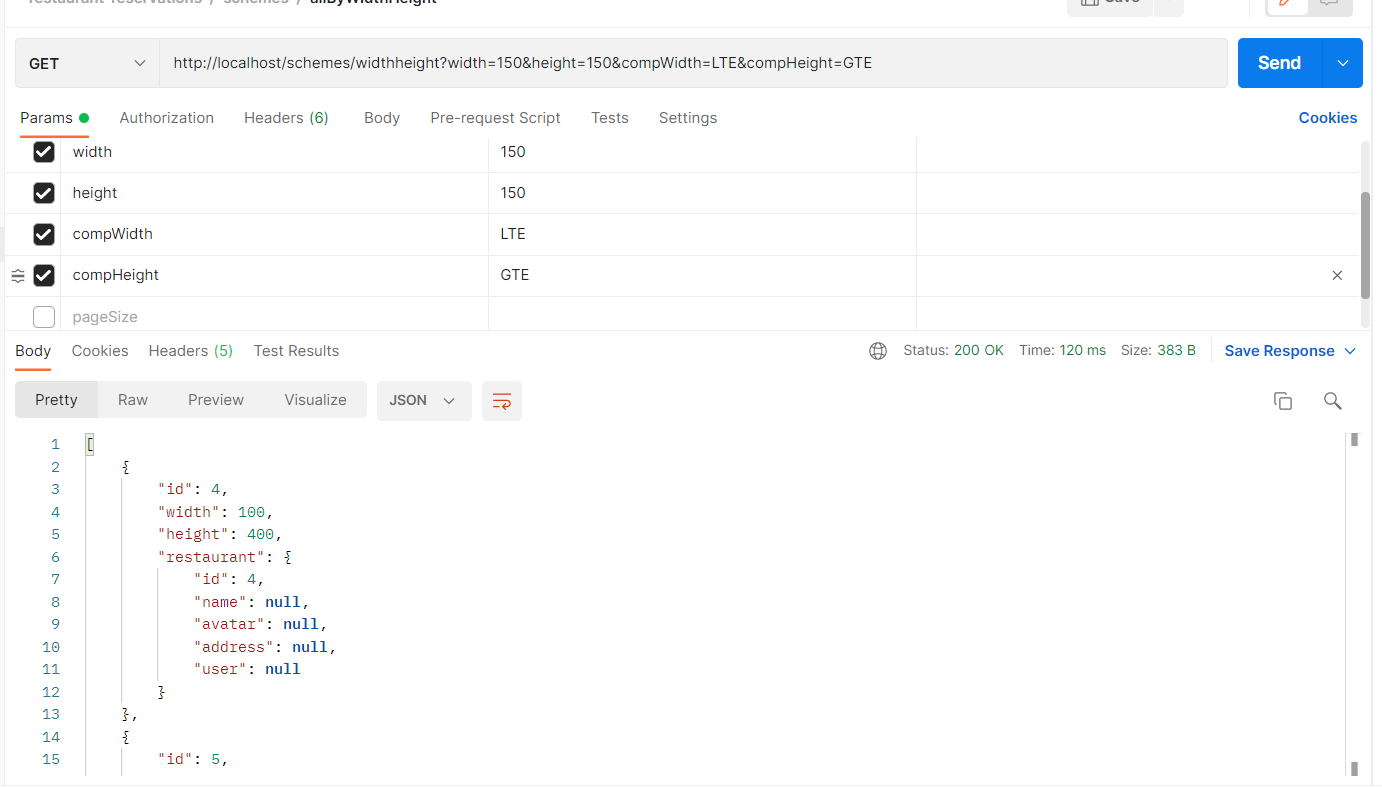 restaurant-reservations / schemes / allByWidthHeight
Save
GET
http://localhost/schemes/widthheight?width=150&height=150&compWidth=LTE&compHeight=GTE
Send
Params Authorization Headers (6) Body Pre-request Script Tests Settings Cookies
width 150
height 150
compWidth LTE
compHeight GTE
pageSize
Body Cookies Headers (5) Test Results Status: 200 OK Time: 120 ms Size: 383 B Save Response
Pretty Raw Preview Visualize JSON
1 [
2 {
3 "id": 4,
4 "width": 100,
5 "height": 400,
6 "restaurant": {
7 "id": 4,
8 "name": null,
9 "avatar": null,
10 "address": null,
11 "user": null
12 }
13 },
14 {
15 "id": 5,